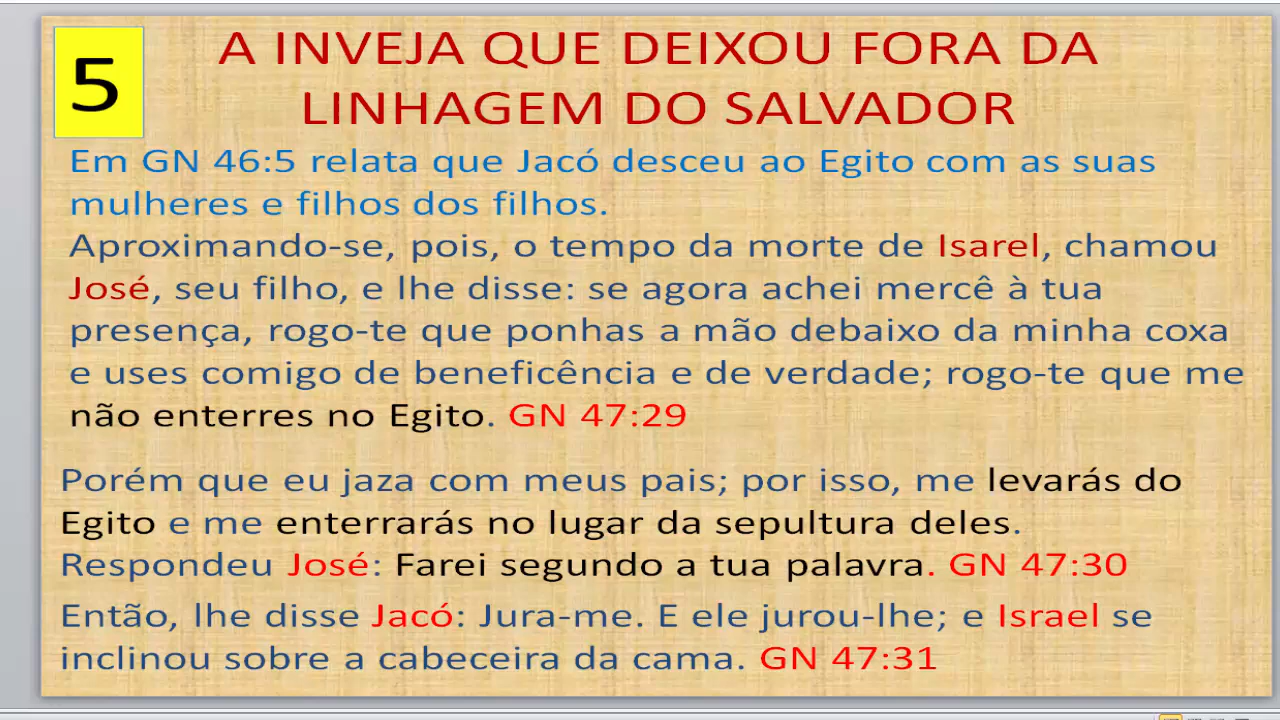 5
A INVEJA QUE DEIXOU FORA DA
LINHAGEM DO SALVADOR
Em GN 46:5 relata que Jacó desceu ao Egito com as suas
mulheres e filhos dos filhos.
Aproximando-se, pois, o tempo da morte de Isarel, chamou
José, seu filho, e lhe disse: se agora achei mercê à tua
presença, rogo-te que ponhas a mão debaixo da minha coxa
e uses comigo de beneficência e de verdade; rogo-te que me
não enterres no Egito. GN 47:29
Porém que eu jaza com meus pais; por isso, me levarás do
Egito e me enterrarás no lugar da sepultura deles.
Respondeu José: Farei segundo a tua palavra. GN 47:30
Então, lhe disse Jacó: Jura-me. E ele jurou-lhe; e Israel se
inclinou sobre a cabeceira da cama. GN 47:31